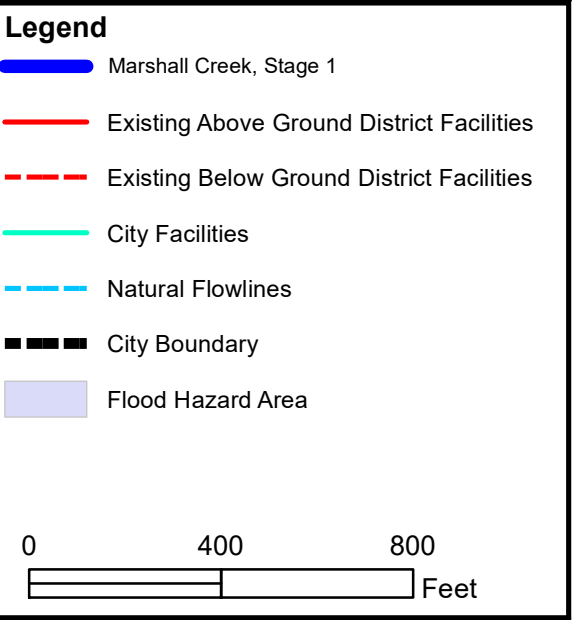 Legend
Marshall Creek, Stage 1
Existing Above Ground District Facilities
Existing Below Ground District Facilities
City Facilities
Natural Flowlines
City Boundary
Flood Hazard Area
0 400 800
Feet